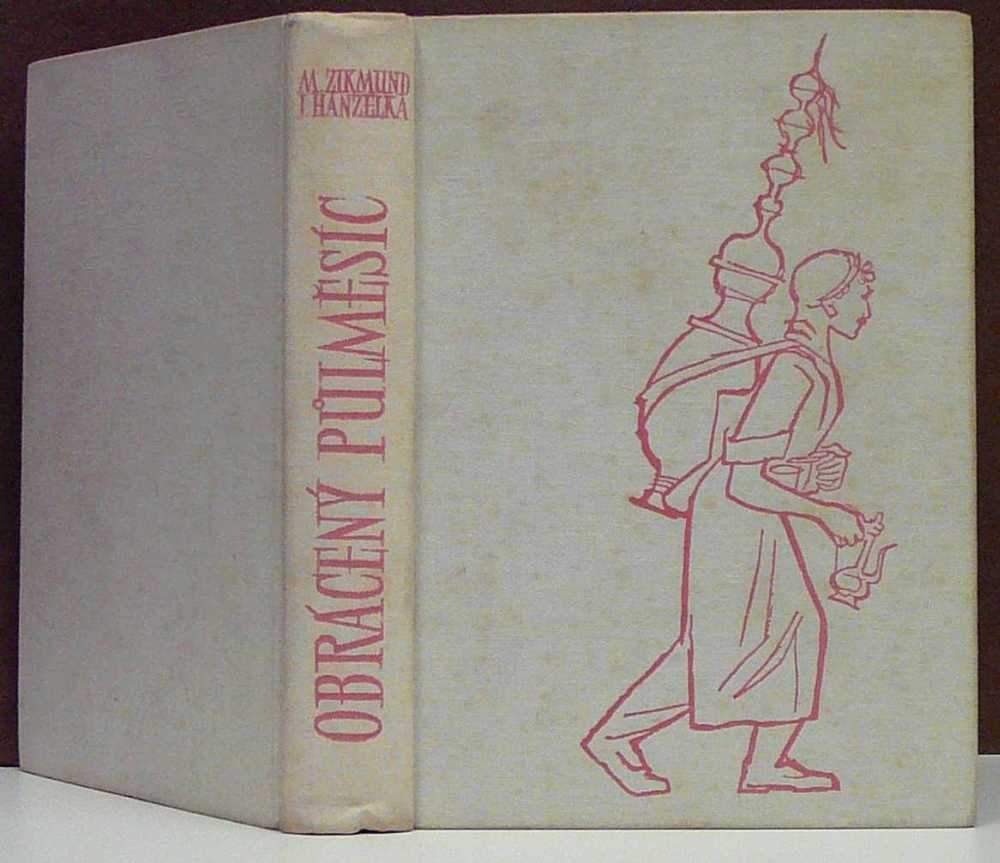 M. ZIKMUND
J. HANZELKA
OBRÁCENÝ PŮLMĚSÍC